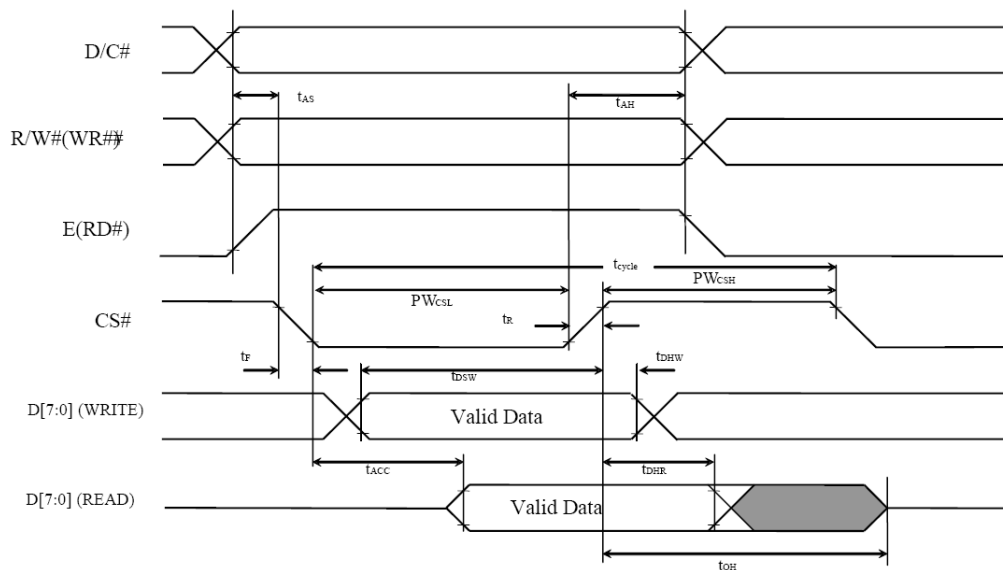 D/C#
tAS
tAH
R/W#(WR##)
E(RD#)
tcycle
PWCSL
PWCSH
CS#
tR
tF
tDSW
tDHW
D[7:0] (WRITE)
Valid Data
tACC
tDHR
D[7:0] (READ)
Valid Data
tOH